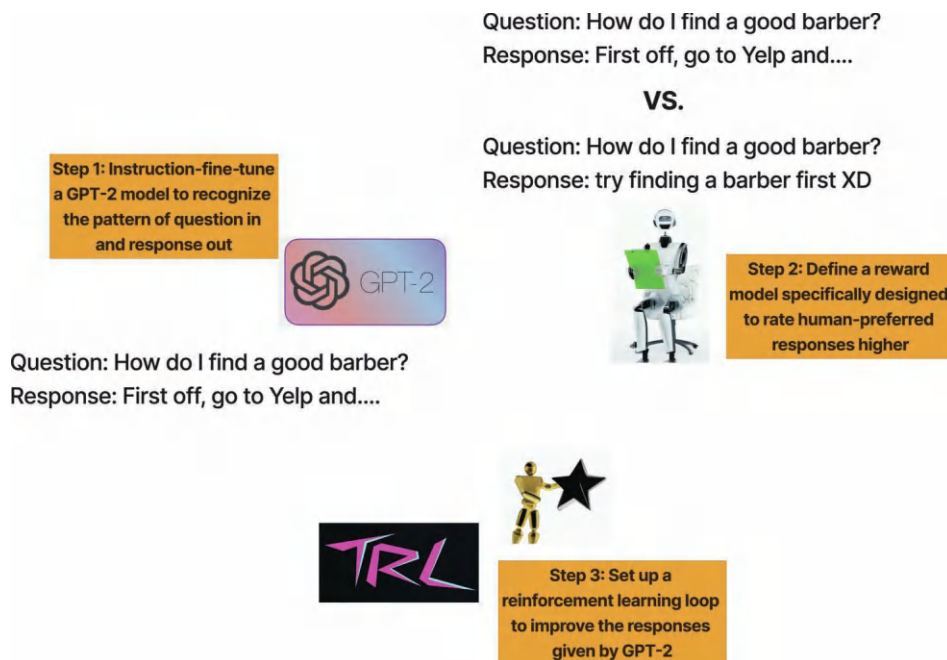 Question: How do I find a good barber?
Response: First off, go to Yelp and....
VS.
Question: How do I find a good barber?
Response: try finding a barber first XD
Step 1: Instruction-fine-tune
a GPT-2 model to recognize
the pattern of question in
and response out
GPT-2
Step 2: Define a reward
model specifically designed
to rate human-preferred
responses higher
Question: How do I find a good barber?
Response: First off, go to Yelp and....
TRL
Step 3: Set up a
reinforcement learning loop
to improve the responses
given by GPT-2